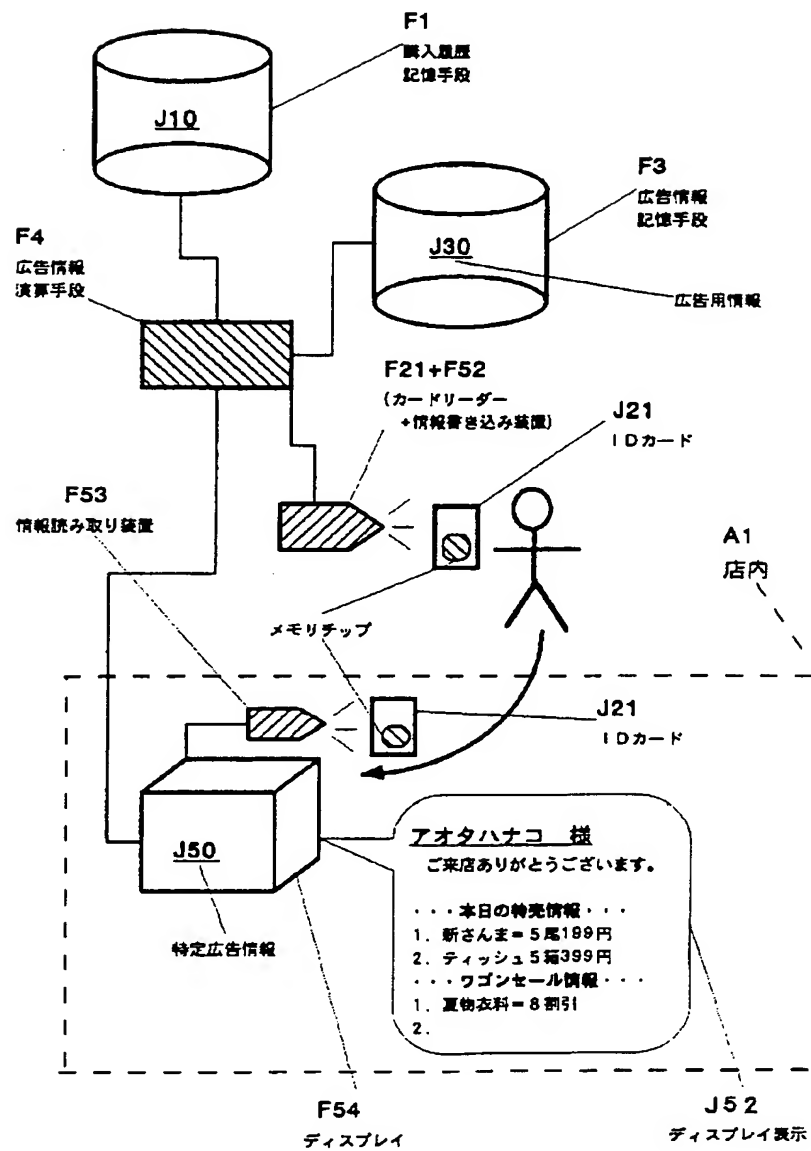 F1
購入履歴
記憶手段
J10
F3
広告情報
記憶手段
J30
F4
広告情報
演算手段
広告用情報
F21+F52
(カードリーダー
+情報書き込み装置)
J21
IDカード
F53
情報読み取り装置
A1
店内
メモリチップ
J21
IDカード
アオタハナコ 様
ご来店ありがとうございます。
・・・本日の特売情報・・・
1. 新さんま=5尾199円
2. ティッシュ5箱399円
・・・ワゴンセール情報・・・
1. 夏物衣料=8割引
2.
J50
特定広告情報
F54
ディスプレイ
J52
ディスプレイ表示